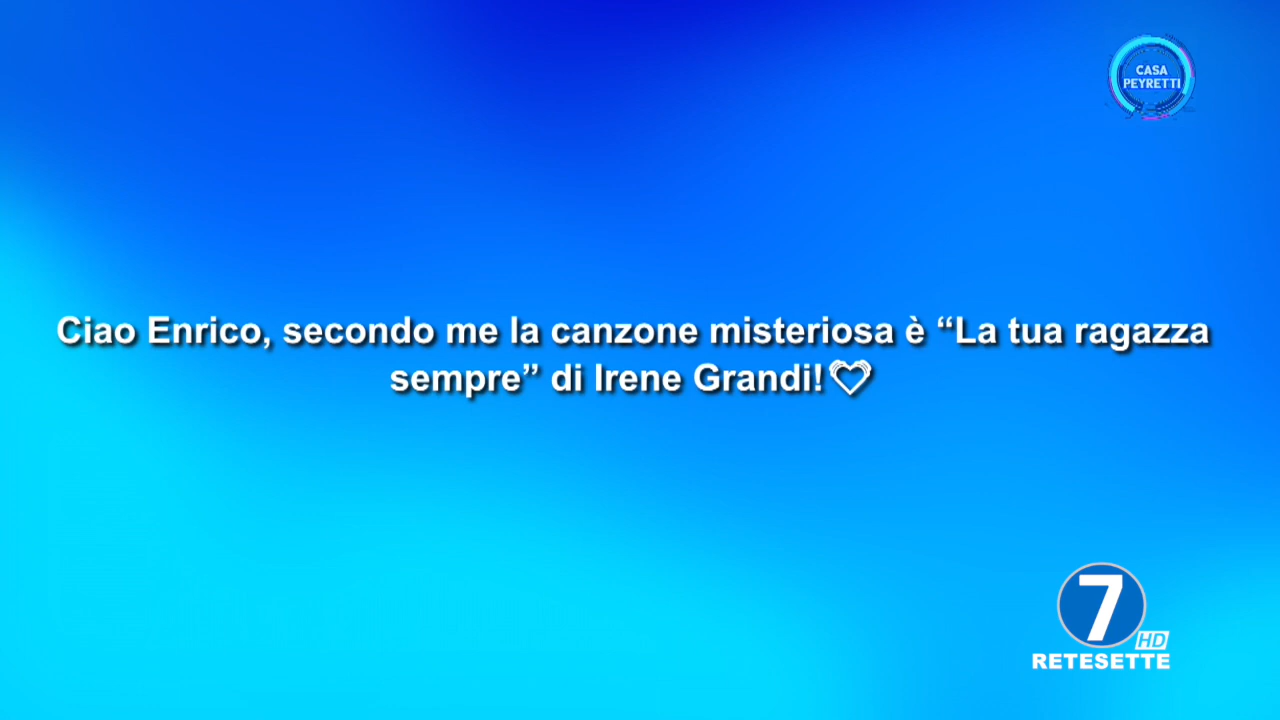 CASA
PEYRETTI
Ciao Enrico, secondo me la canzone misteriosa è “La tua ragazza
sempre” di Irene Grandi!💓
7
HD
RETESETTE